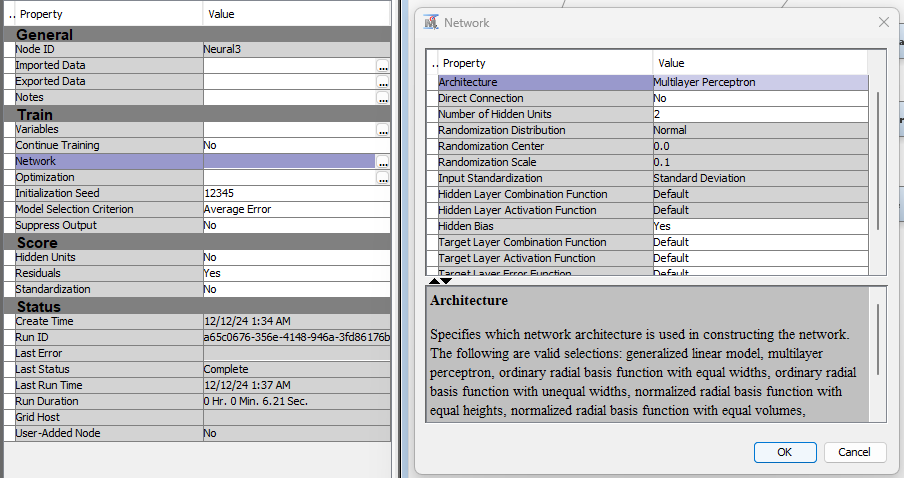 .. Property Value
General
Node ID Neural3
Imported Data ...
Exported Data ...
Notes ...
Train
Variables ...
Continue Training No
Network ...
Optimization ...
Initialization Seed 12345
Model Selection Criterion Average Error
Suppress Output No
Score
Hidden Units No
Residuals Yes
Standardization No
Status
Create Time 12/12/24 1:34 AM
Run ID a65c0676-356e-4148-946a-3fd86176b
Last Error
Last Status Complete
Last Run Time 12/12/24 1:37 AM
Run Duration 0 Hr. 0 Min. 6.21 Sec.
Grid Host
User-Added Node No
Network
.. Property Value
Architecture Multilayer Perceptron
Direct Connection No
Number of Hidden Units 2
Randomization Distribution Normal
Randomization Center 0.0
Randomization Scale 0.1
Input Standardization Standard Deviation
Hidden Layer Combination Function Default
Hidden Layer Activation Function Default
Hidden Bias Yes
Target Layer Combination Function Default
Target Layer Activation Function Default
Target Layer Error Function Default
Architecture
Specifies which network architecture is used in constructing the network.
The following are valid selections: generalized linear model, multilayer
perceptron, ordinary radial basis function with equal widths, ordinary radial
basis function with unequal widths, normalized radial basis function with
equal heights, normalized radial basis function with equal volumes,
OK Cancel